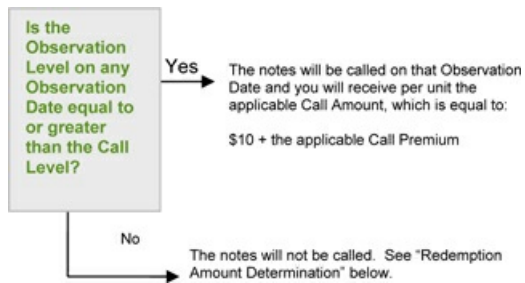 Is the
Observation
Level on any
Observation
Date equal to
or greater
than the Call
Level?
Yes
The notes will be called on that Observation
Date and you will receive per unit the
applicable Call Amount, which is equal to:
$10 + the applicable Call Premium
No
The notes will not be called. See “Redemption
Amount Determination” below.